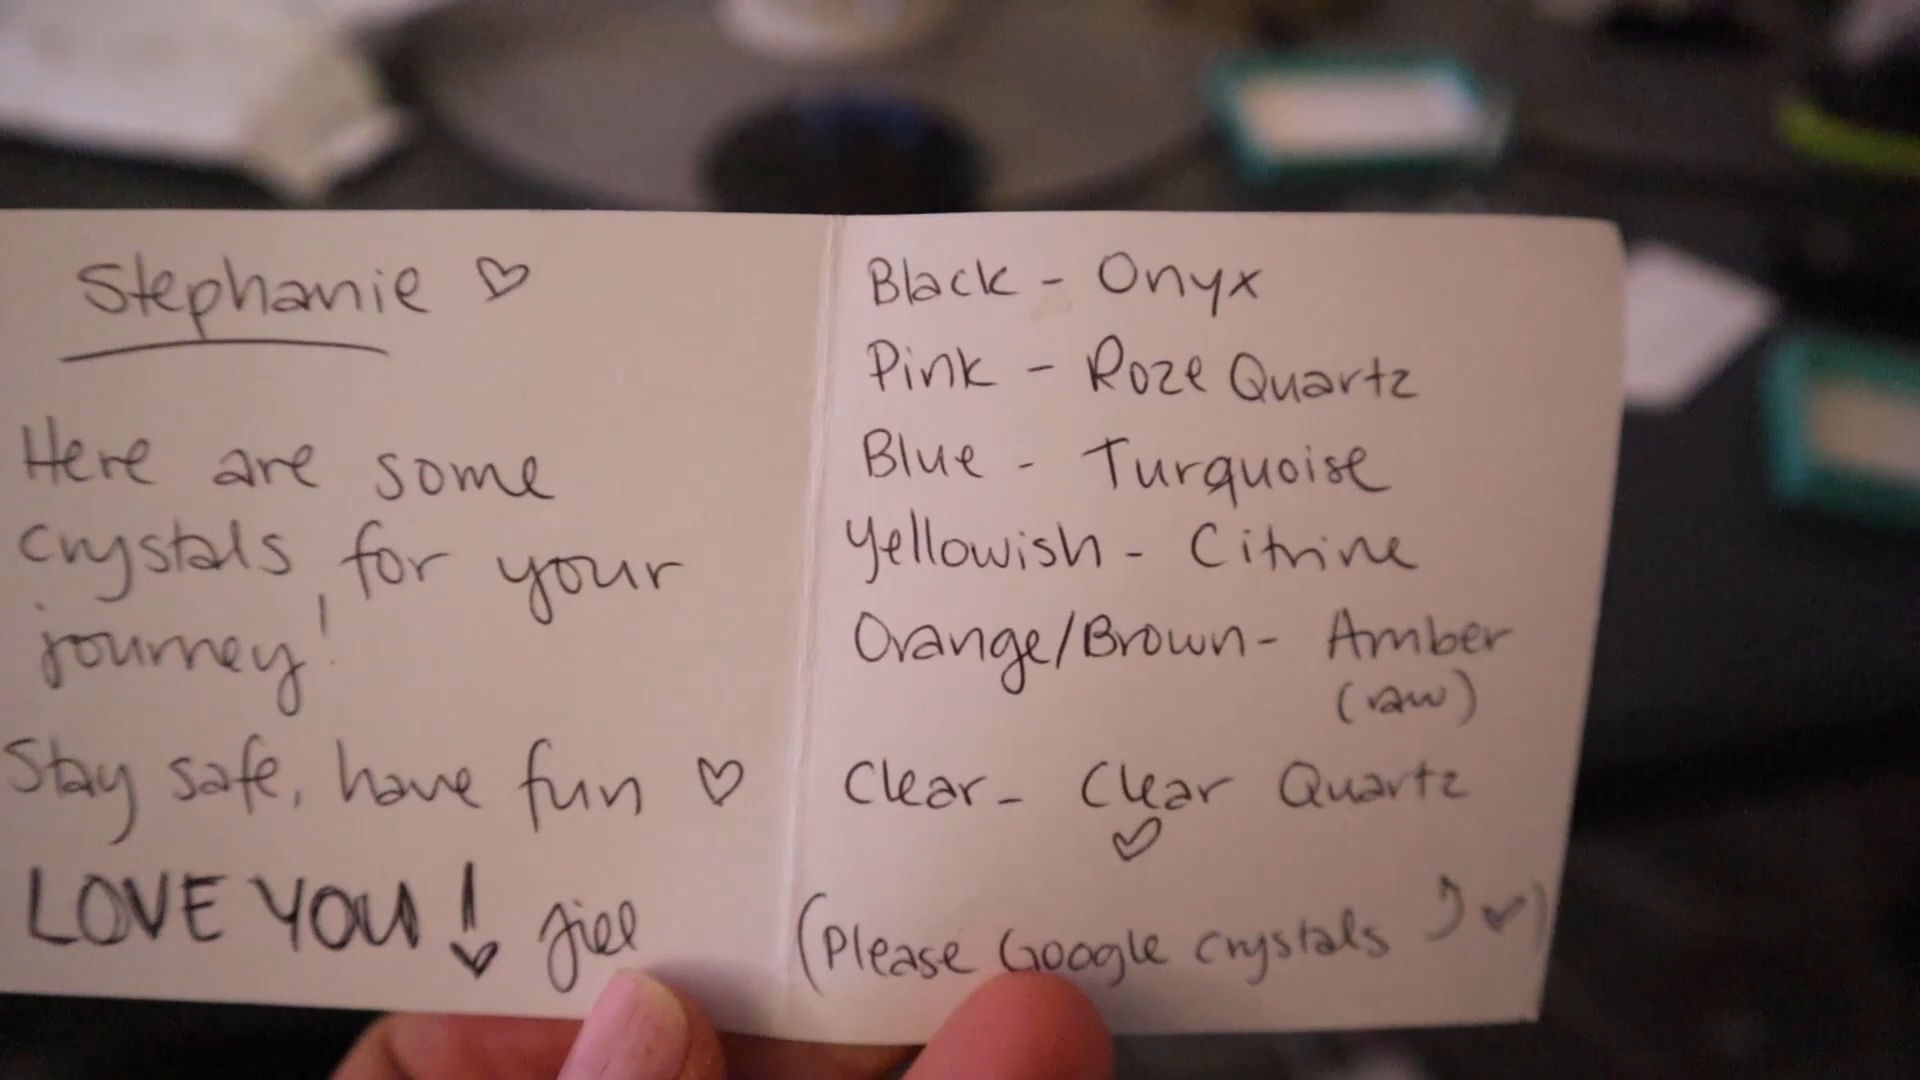 Stephanie ♡
Here are some
crystals for your
journey!
Stay safe, have fun ♡
LOVE YOU! Jill
Black - Onyx
Pink - Roze Quartz
Blue - Turquoise
Yellowish - Citrine
Orange/Brown - Amber
(raw)
Clear - Clear Quartz
♡
(Please Google crystals ♡)